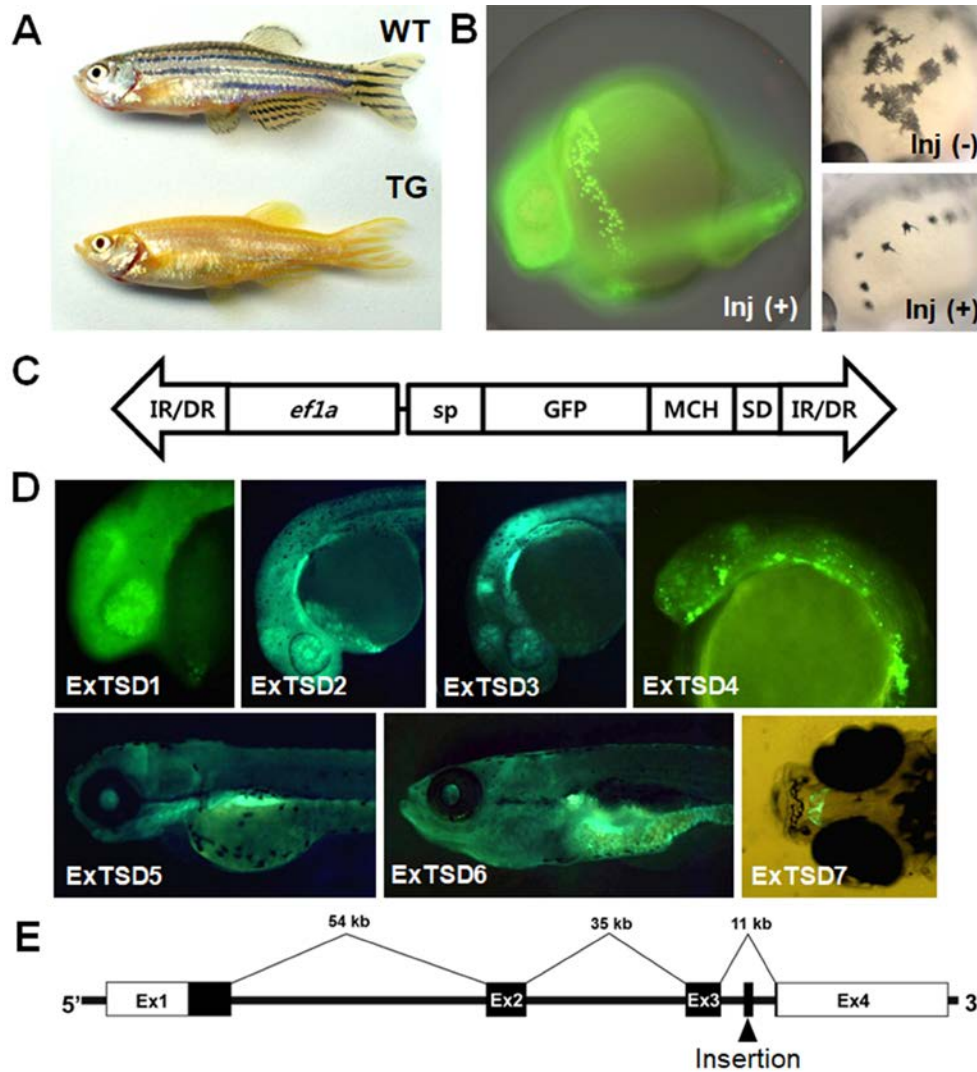 A
WT
TG
B
Inj (+)
Inj (-)
Inj (+)
C
IR/DR ef1a sp GFP MCH SD IR/DR
D
ExTSD1
ExTSD2
ExTSD3
ExTSD4
ExTSD5
ExTSD6
ExTSD7
E
54 kb 35 kb 11 kb
5’ Ex1 Ex2 Ex3 Ex4 3
Insertion